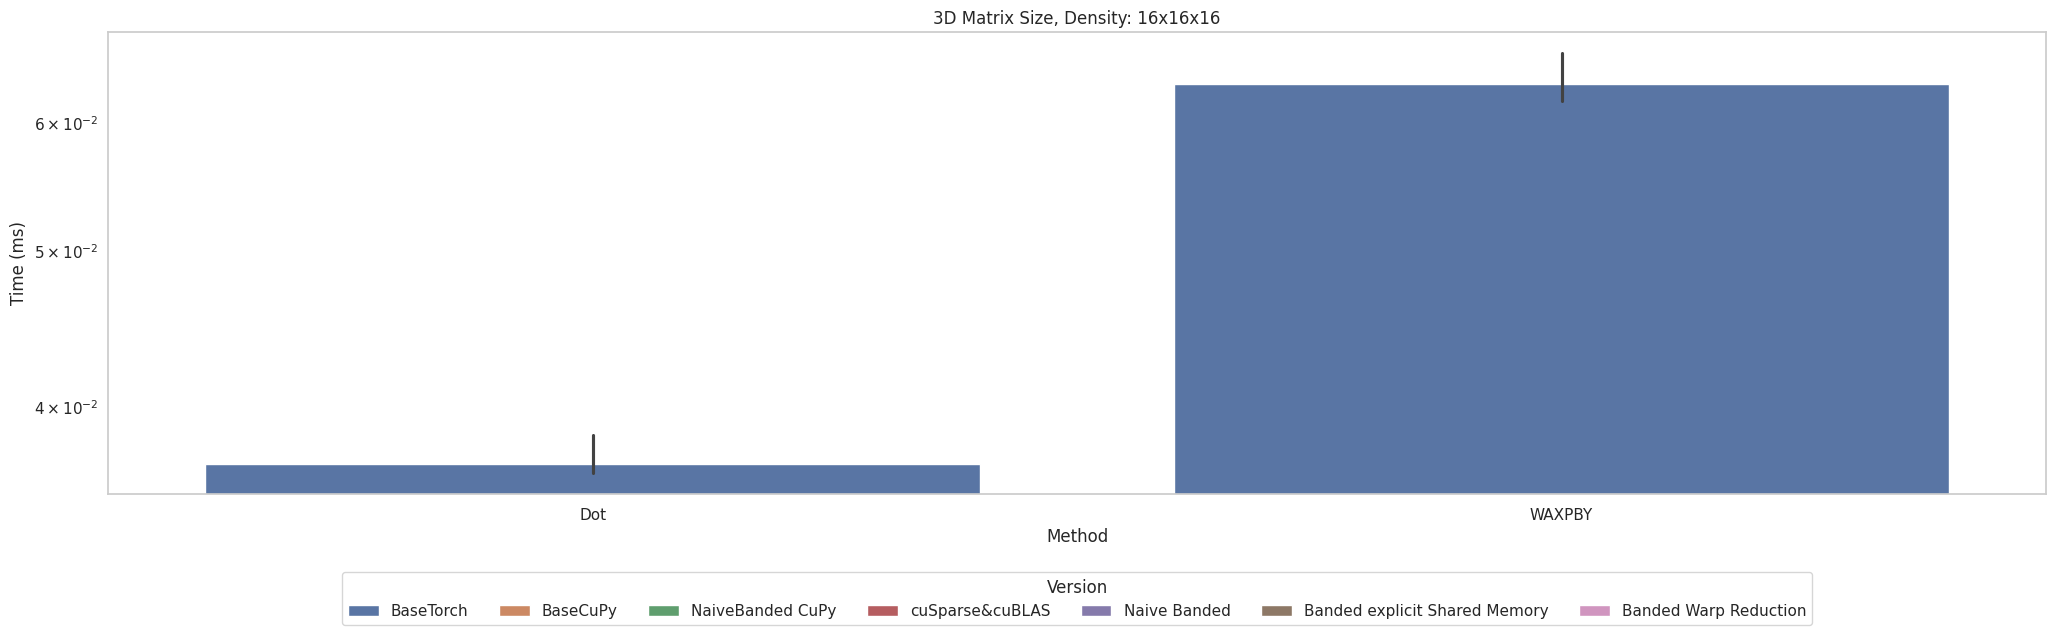 3D Matrix Size, Density: 16x16x16
Time (ms)
6 × 10⁻²
5 × 10⁻²
4 × 10⁻²
Dot
WAXPBY
Method
Version
BaseTorch BaseCuPy NaiveBanded CuPy cuSparse&cuBLAS Naive Banded Banded explicit Shared Memory Banded Warp Reduction